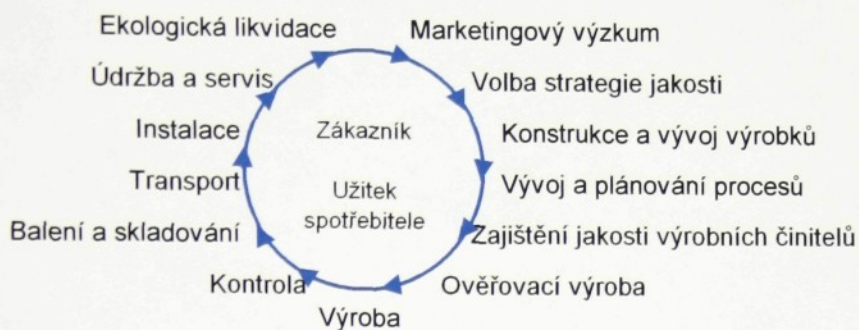 Ekologická likvidace
Marketingový výzkum
Údržba a servis
Volba strategie jakosti
Instalace
Zákazník
Konstrukce a vývoj výrobků
Transport
Užitek
spotřebitele
Vývoj a plánování procesů
Balení a skladování
Zajištění jakosti výrobních činitelů
Kontrola
Ověřovací výroba
Výroba